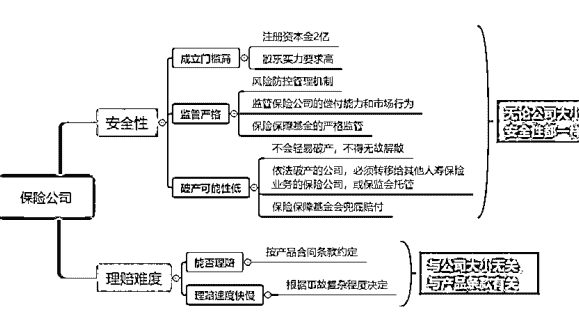 注册资本金2亿
成立门槛高
股东实力要求高
风险防控管理机制
安全性
监管严格
监管保险公司的偿付能力和市场行为
无论公司大小
安全性都一样
保险保障基金的严格监管
不会轻易破产，不得无故解散
破产可能性低
依法破产的公司，必须转移给其他人寿保险
业务的保险公司，或保监会托管
保险公司
保险保障基金会兜底赔付
能否理赔
按产品合同条款约定
理赔难度
与公司大小无关，
与产品条款有关
理赔速度快慢
根据事故复杂程度决定